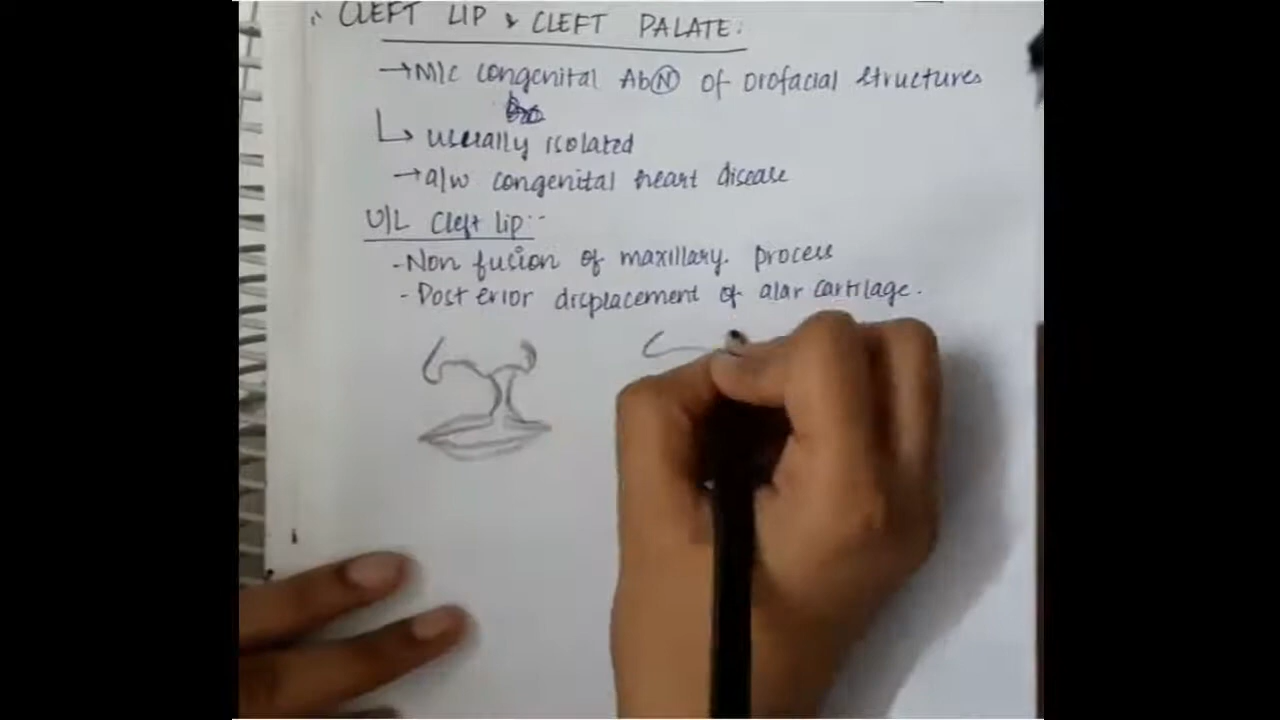 ∴ CLEFT LIP & CLEFT PALATE:
→ M/C congenital AbⓃ of orofacial structures
↳ usually isolated
→ a/w congenital heart disease
U/L Cleft lip:-
- Non fusion of maxillary. process
- Posterior displacement of alar cartilage.